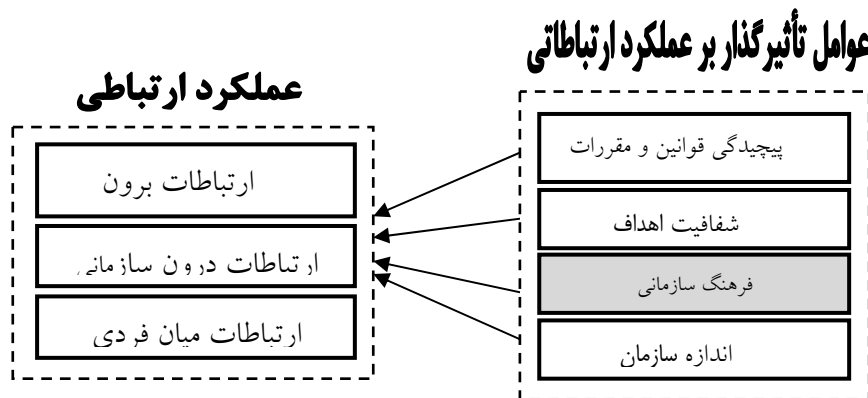 عوامل تأثیرگذار بر عملکرد ارتباطاتی
پیچیدگی قوانین و مقررات
شفافیت اهداف
فرهنگ سازمانی
اندازه سازمان
عملکرد ارتباطی
ارتباطات برون
ارتباطات درون سازمانی
ارتباطات میان فردی